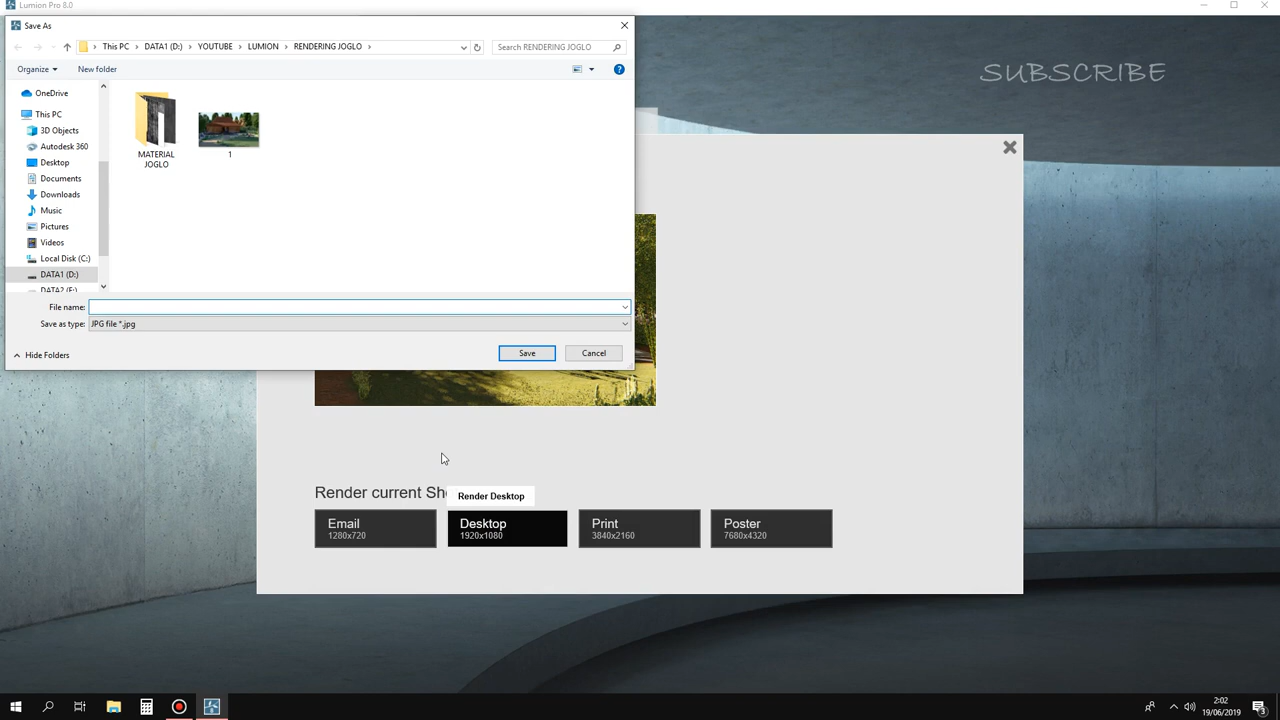 Lumion Pro 8.0
Save As
This PC
DATA1 (D:)
YOUTUBE
LUMION
RENDERING JOGLO
Search RENDERING JOGLO
Organize
New folder
OneDrive
This PC
3D Objects
Autodesk 360
Desktop
Documents
Downloads
Music
Pictures
Videos
Local Disk (C:)
DATA1 (D:)
MATERIAL
JOGLO
1
File name:
Save as type:
JPG file *.jpg
Hide Folders
Save
Cancel
SUBSCRIBE
Render current Sh
Render Desktop
Email
1280x720
Desktop
1920x1080
Print
3840x2160
Poster
7680x4320
2:02
19/06/2019
3